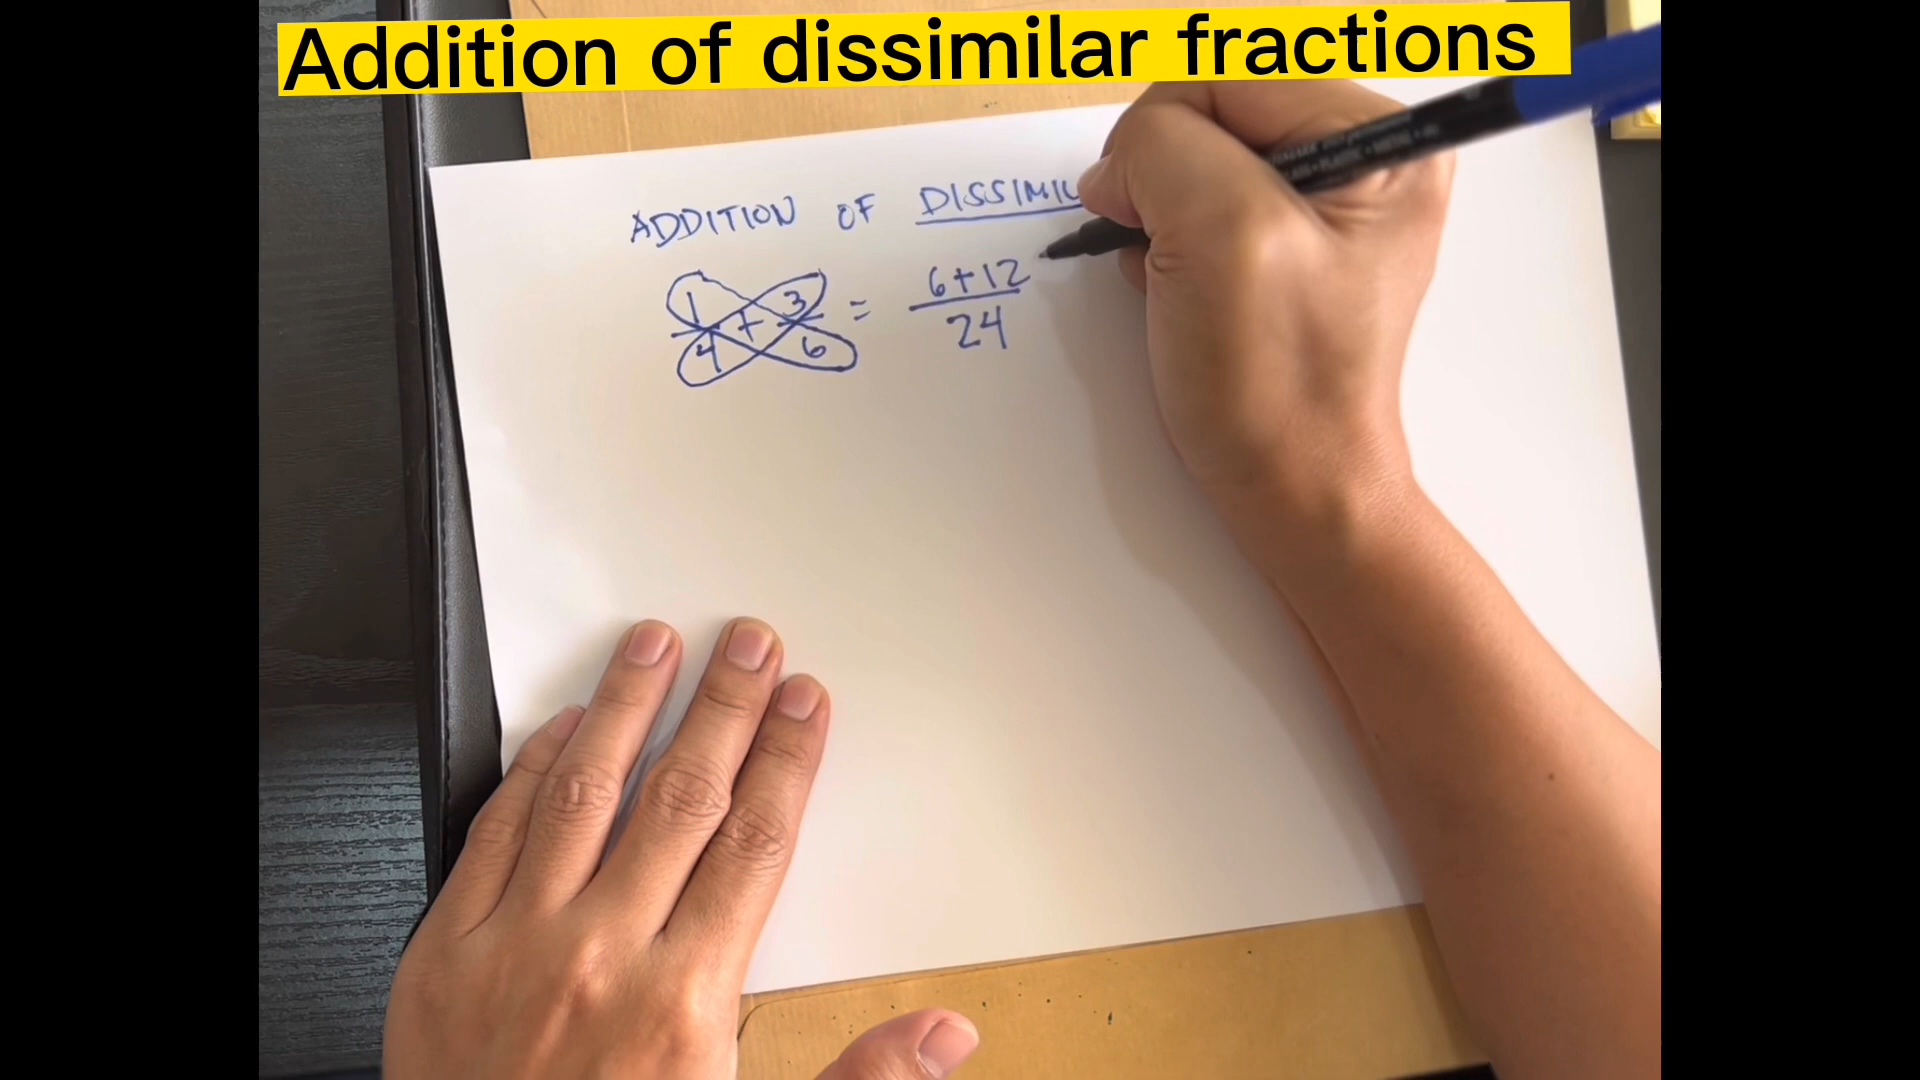 Addition of dissimilar fractions
ADDITION OF DISSIMIL
1/4 + 3/6 = 6+12/24